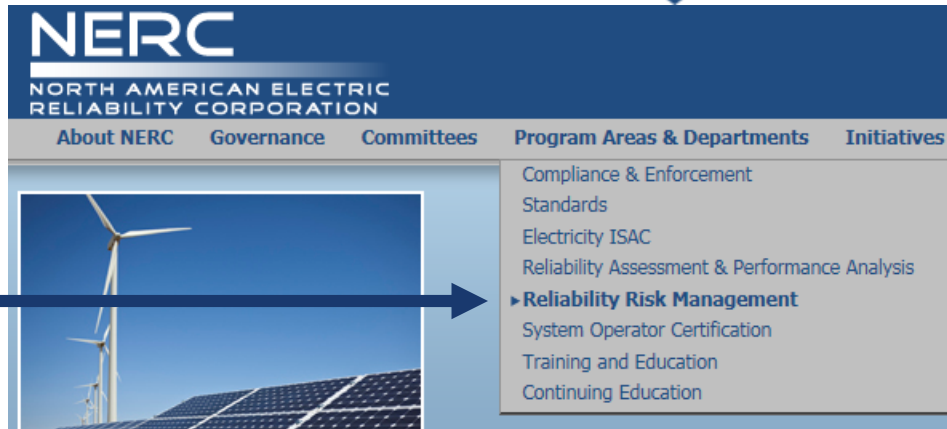 NERC
NORTH AMERICAN ELECTRIC
RELIABILITY CORPORATION
About NERC Governance Committees Program Areas & Departments Initiatives
Compliance & Enforcement
Standards
Electricity ISAC
Reliability Assessment & Performance Analysis
▸Reliability Risk Management
System Operator Certification
Training and Education
Continuing Education